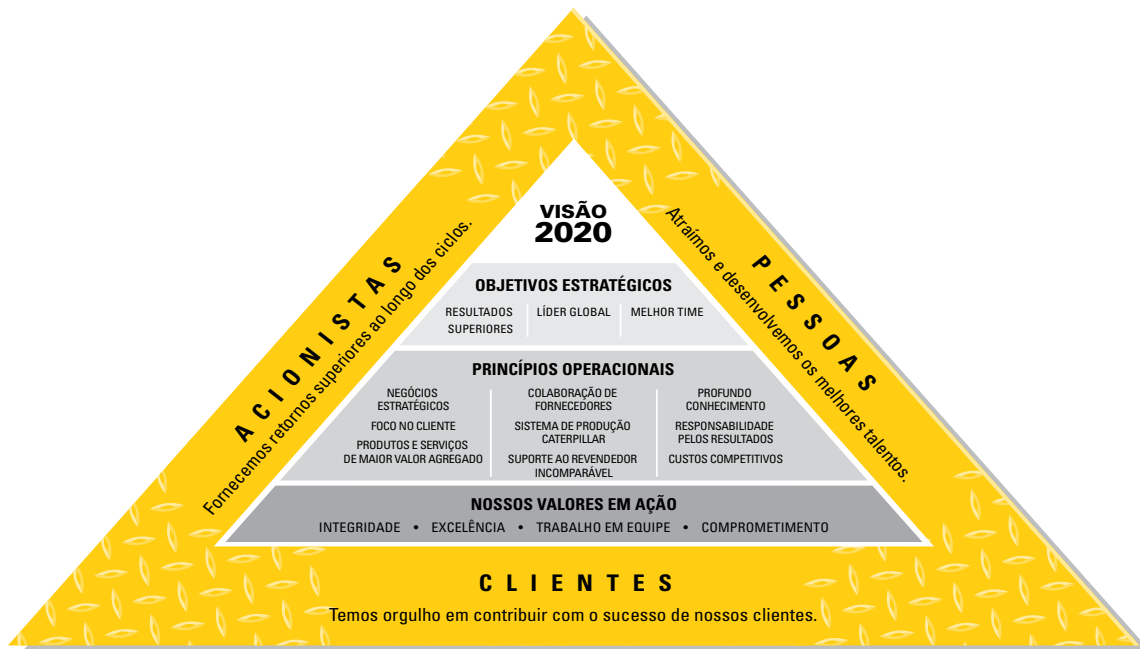 VISÃO
2020
OBJETIVOS ESTRATÉGICOS
RESULTADOS
SUPERIORES
LÍDER GLOBAL
MELHOR TIME
PRINCÍPIOS OPERACIONAIS
NEGÓCIOS
ESTRATÉGICOS
FOCO NO CLIENTE
PRODUTOS E SERVIÇOS
DE MAIOR VALOR AGREGADO
COLABORAÇÃO DE
FORNECEDORES
SISTEMA DE PRODUÇÃO
CATERPILLAR
SUPORTE AO REVENDEDOR
INCOMPARÁVEL
PROFUNDO
CONHECIMENTO
RESPONSABILIDADE
PELOS RESULTADOS
CUSTOS COMPETITIVOS
NOSSOS VALORES EM AÇÃO
INTEGRIDADE • EXCELÊNCIA • TRABALHO EM EQUIPE • COMPROMETIMENTO
ACIONISTAS
Fornecemos retornos superiores ao longo dos ciclos.
PESSOAS
Atraímos e desenvolvemos os melhores talentos.
CLIENTES
Temos orgulho em contribuir com o sucesso de nossos clientes.